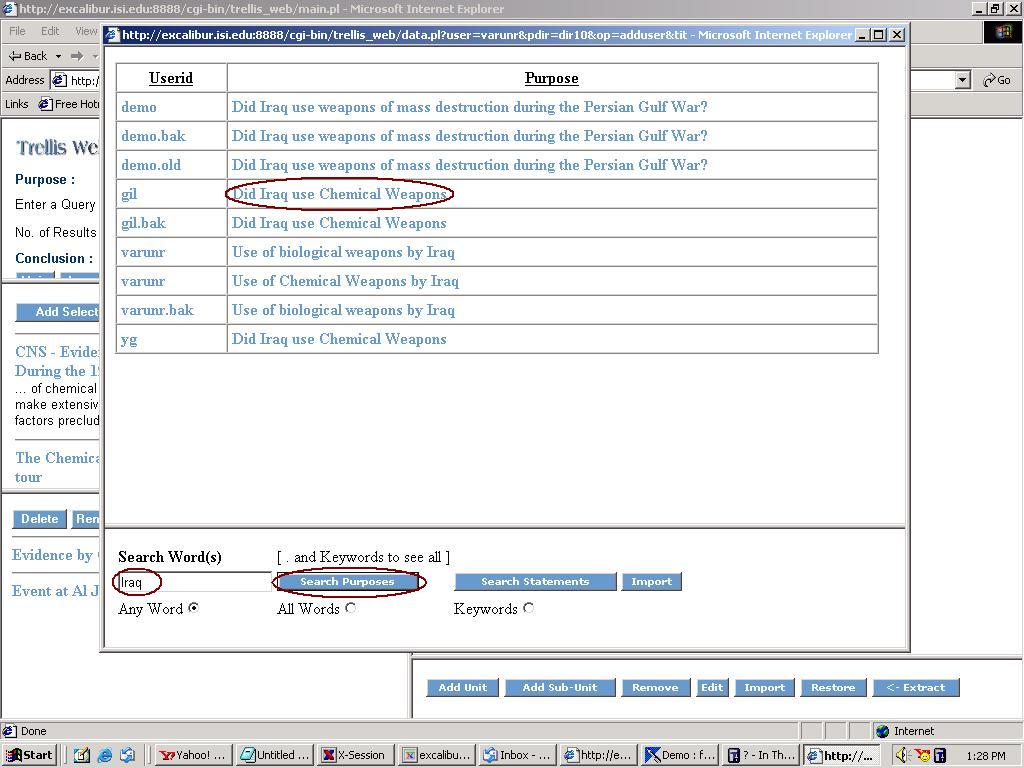 http://excalibur.isi.edu:8888/cgi-bin/trellis_web/main.pl - Microsoft Internet Explorer
File Edit View
http://excalibur.isi.edu:8888/cgi-bin/trellis_web/data.pl?user=varunr&pdir=dir10&op=adduser&tit - Microsoft Internet Explorer
Back
Address http:/ Go
Links Free Hot
Userid Purpose
demo Did Iraq use weapons of mass destruction during the Persian Gulf War?
demo.bak Did Iraq use weapons of mass destruction during the Persian Gulf War?
demo.old Did Iraq use weapons of mass destruction during the Persian Gulf War?
gil Did Iraq use Chemical Weapons
gil.bak Did Iraq use Chemical Weapons
varunr Use of biological weapons by Iraq
varunr Use of Chemical Weapons by Iraq
varunr.bak Use of biological weapons by Iraq
yg Did Iraq use Chemical Weapons
Trellis We
Purpose :
Enter a Query
No. of Results
Conclusion :
Add Select
CNS - Evide
During the 1
... of chemical
make extensiv
factors preclud
The Chemica
tour
Delete Ren
Evidence by
Event at Al J
Search Word(s) [ . and Keywords to see all ]
Iraq Search Purposes Search Statements Import
Any Word All Words Keywords
Add Unit Add Sub-Unit Remove Edit Import Restore <- Extract
Done Internet
Start Yahoo! ... Untitled ... X-Session excalibu... Inbox - ... http://e... Demo : f... ? - In Th... http://... 1:28 PM